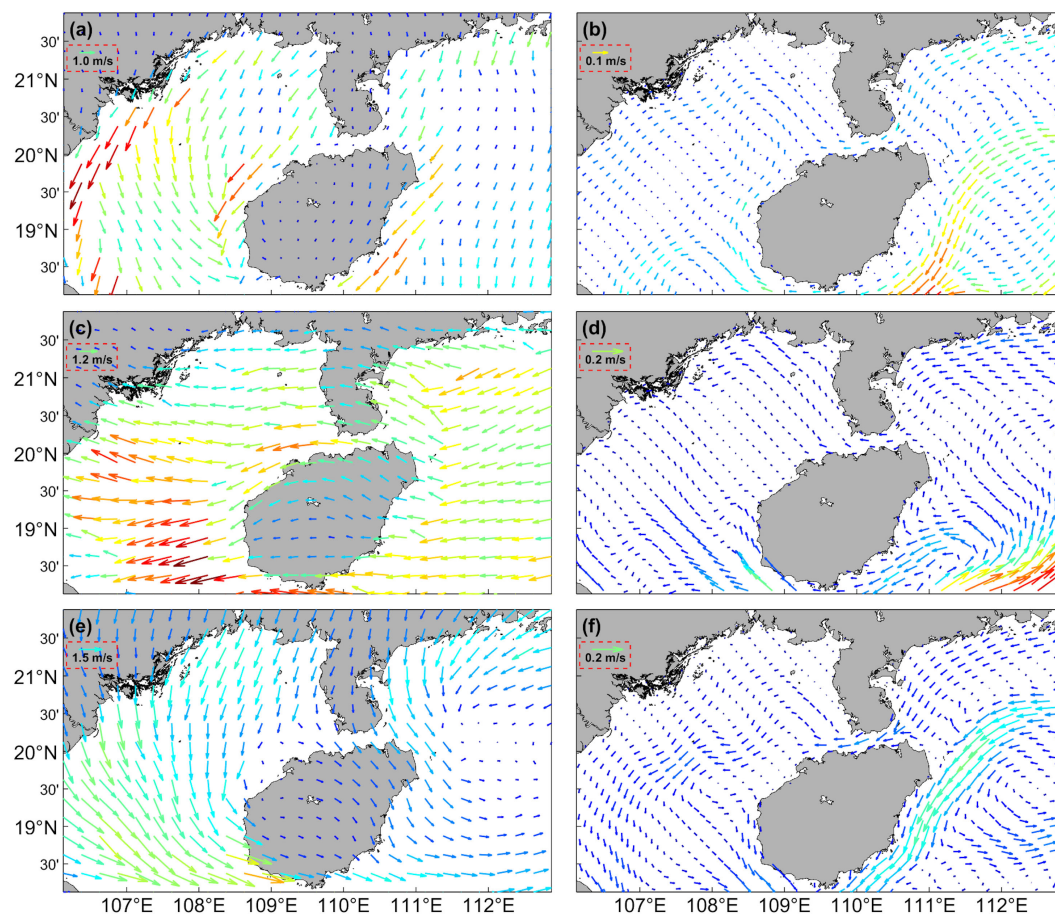 (a)
1.0 m/s
30'
21°N
30'
20°N
30'
19°N
30'
(b)
0.1 m/s
(c)
1.2 m/s
30'
21°N
30'
20°N
30'
19°N
30'
(d)
0.2 m/s
(e)
1.5 m/s
30'
21°N
30'
20°N
30'
19°N
30'
(f)
0.2 m/s
107°E 108°E 109°E 110°E 111°E 112°E
107°E 108°E 109°E 110°E 111°E 112°E